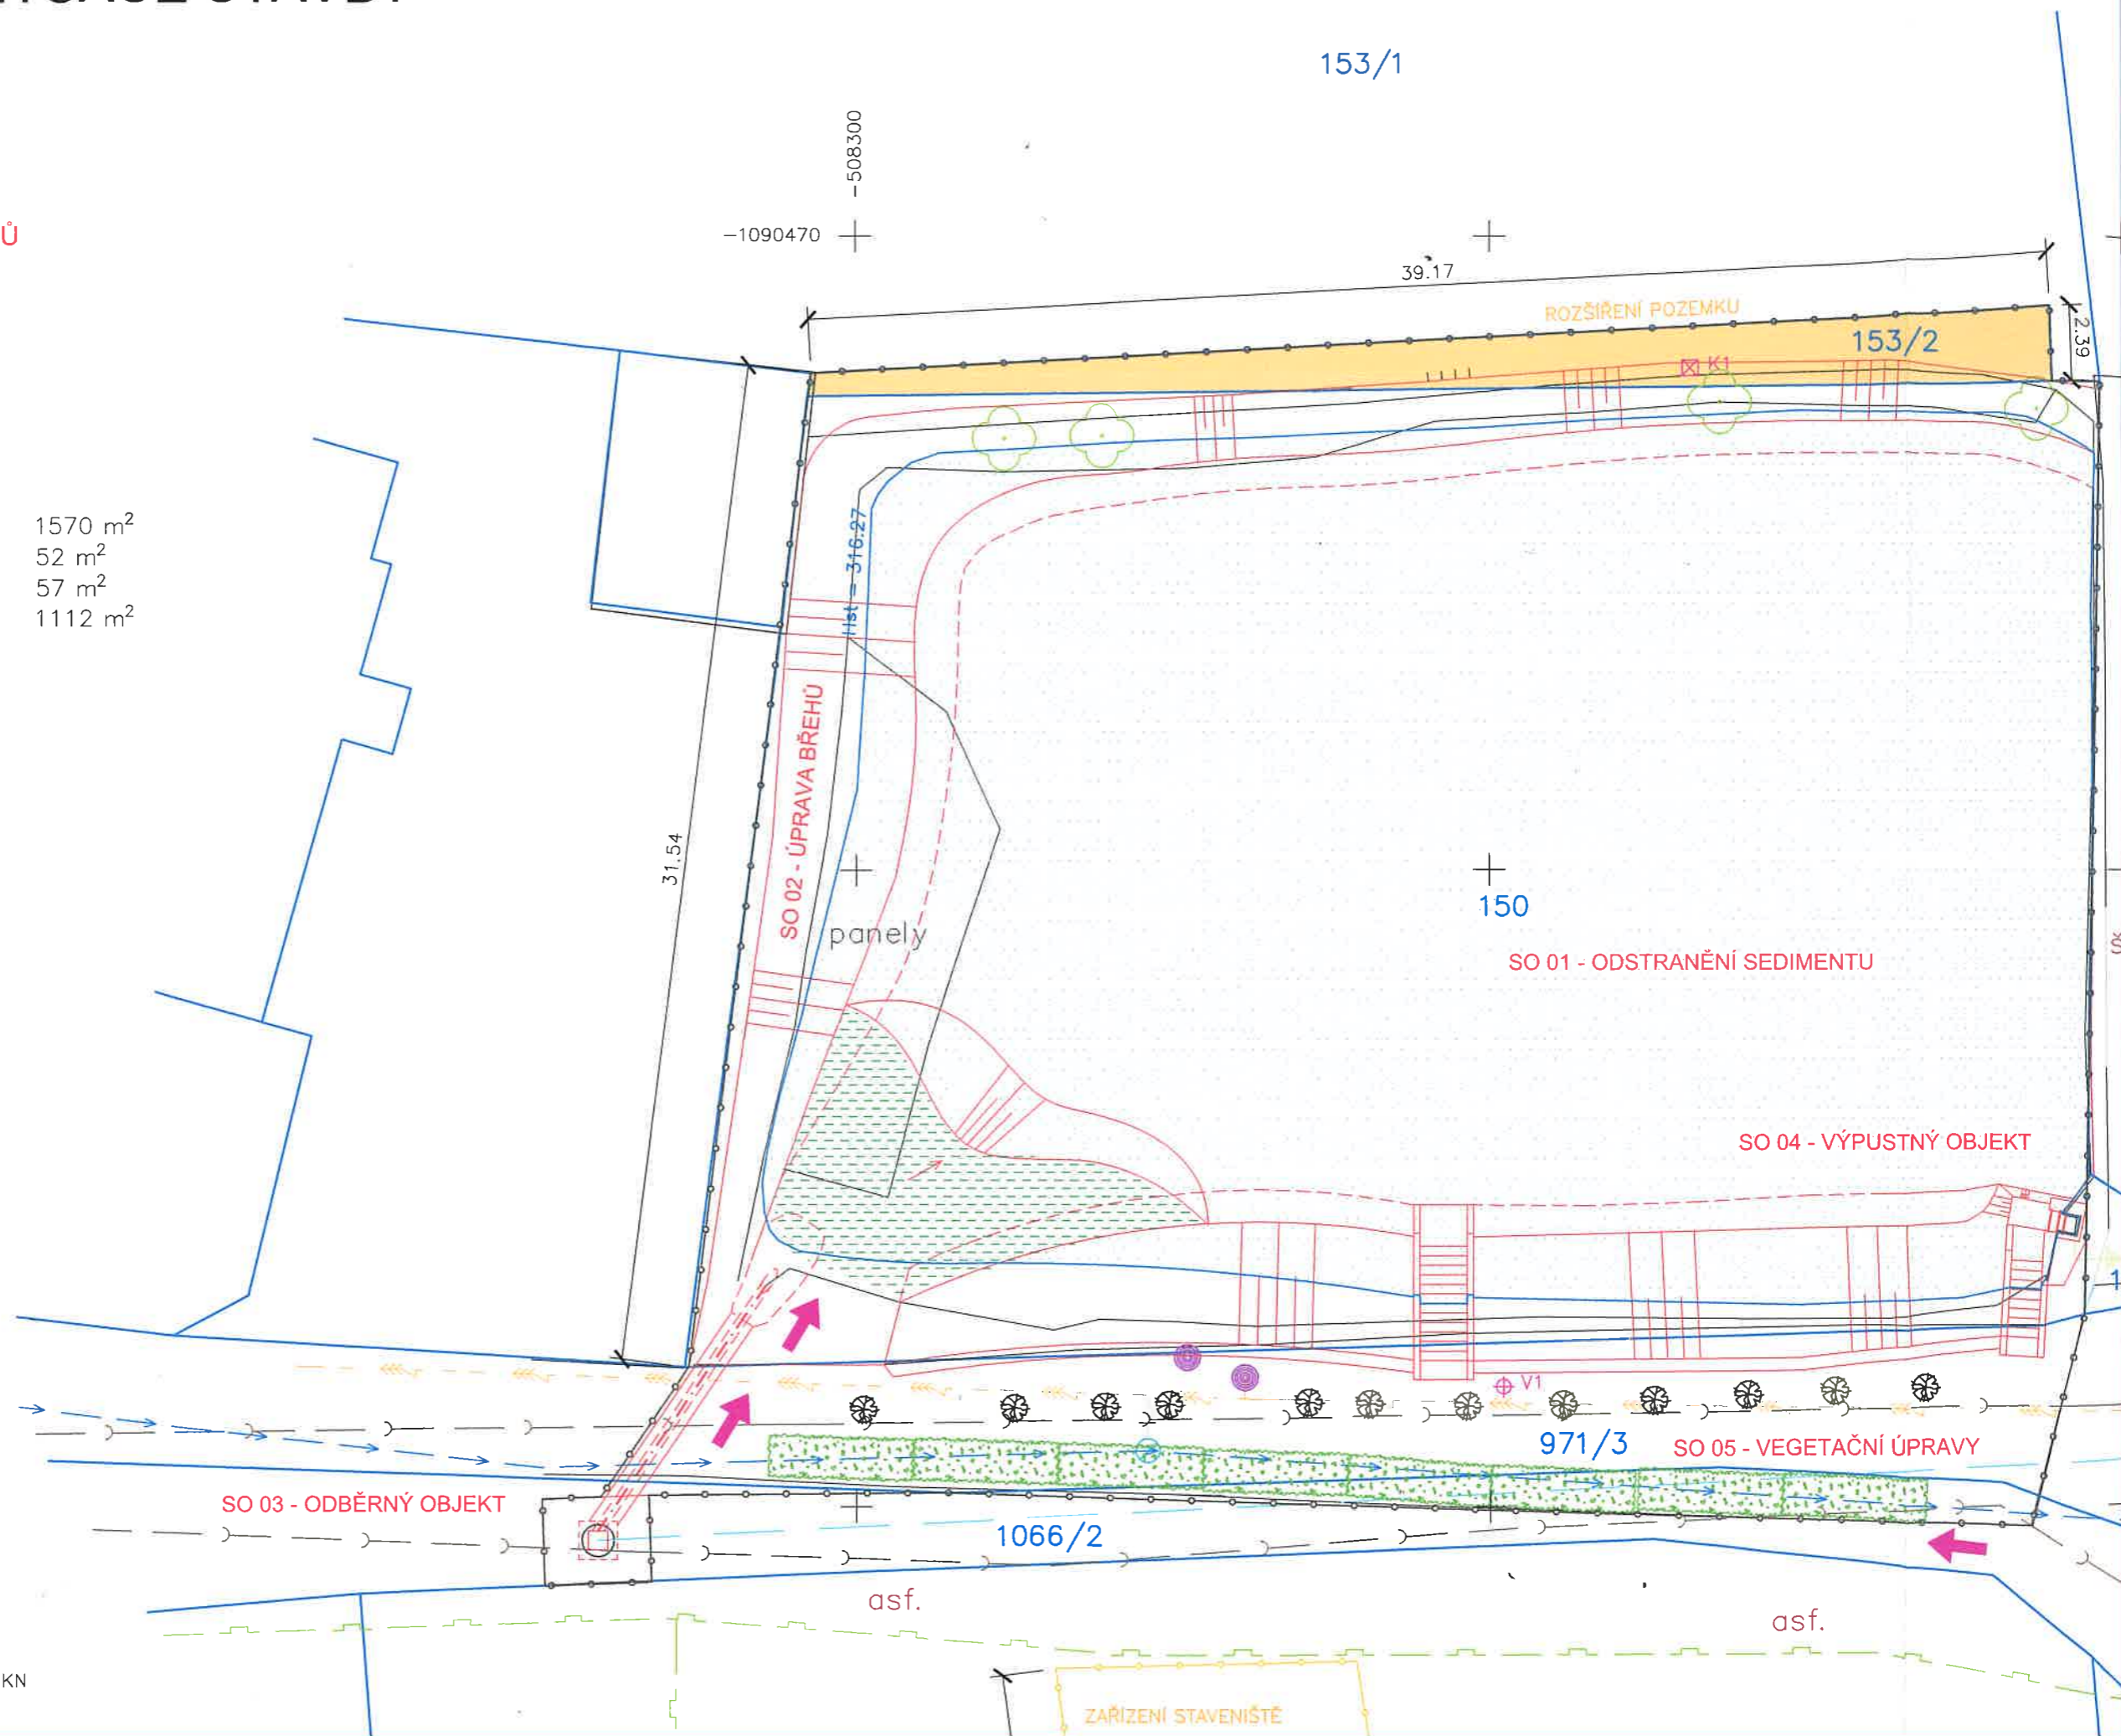 153/1
-508300
-1090470
Ů
39.17
ROZŠÍŘENÍ POZEMKU
153/2
2.39
K1
1570 m²
52 m²
57 m²
1112 m²
= 316.27
SO 02 - ÚPRAVA BŘEHŮ
31.54
150
panely
SO 01 - ODSTRANĚNÍ SEDIMENTU
SO 04 - VÝPUSTNÝ OBJEKT
V1
971/3
SO 05 - VEGETAČNÍ ÚPRAVY
SO 03 - ODBĚRNÝ OBJEKT
1066/2
asf.
asf.
KN
ZAŘÍZENÍ STAVENIŠTĚ